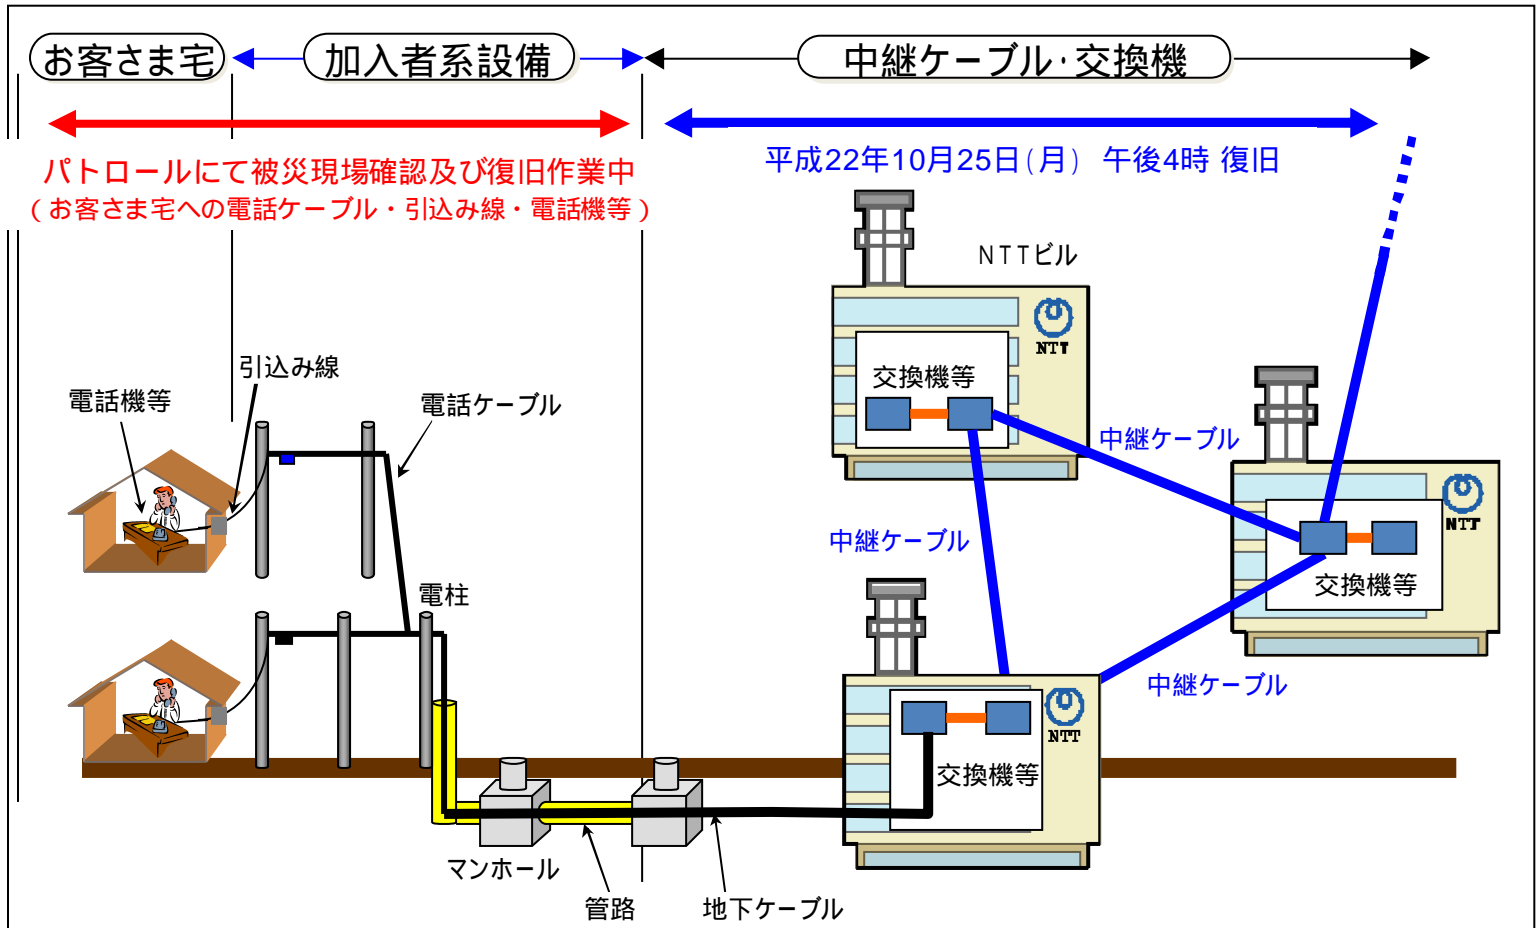 お客さま宅
加入者系設備
中継ケーブル・交換機
パトロールにて被災現場確認及び復旧作業中
(お客さま宅への電話ケーブル・引込み線・電話機等)
平成22年10月25日(月) 午後4時 復旧
NTTビル
NTT
交換機等
引込み線
電話機等
電話ケーブル
中継ケーブル
NTT
中継ケーブル
交換機等
電柱
中継ケーブル
NTT
交換機等
マンホール
管路
地下ケーブル